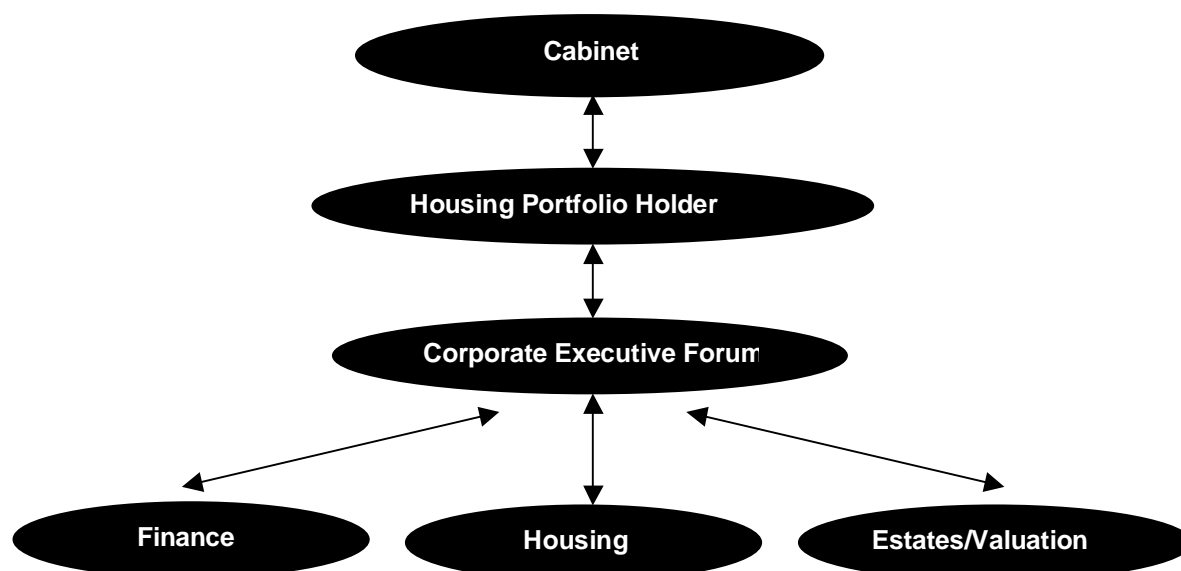 Cabinet
Housing Portfolio Holder
Corporate Executive Forum
Finance
Housing
Estates/Valuation